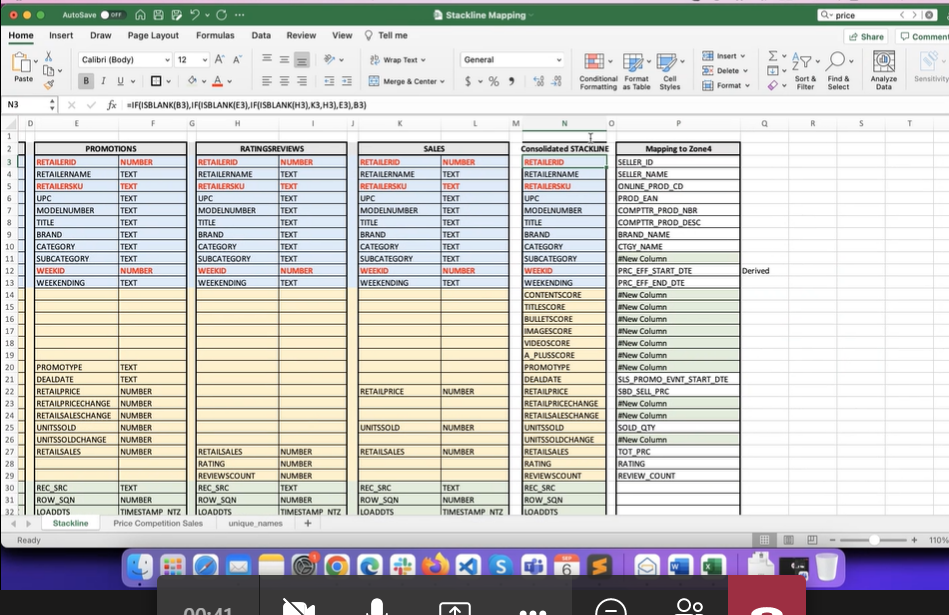 AutoSave OFF Stackline Mapping price
Home Insert Draw Page Layout Formulas Data Review View Tell me Share Comment
Paste Calibri (Body) 12 Wrap Text General Insert
B I U Merge & Center $ % Conditional Formatting Format as Table Cell Styles Delete Format Sort & Filter Find & Select Analyze Data Sensitivity
N3 fx =IF(ISBLANK(B3),IF(ISBLANK(E3),IF(ISBLANK(H3),K3,H3),E3),B3)
D E F G H I J K L M N O P Q R S T
1
2 PROMOTIONS RATINGSREVIEWS SALES Consolidated STACKLINE Mapping to Zone4
3 RETAILERID NUMBER RETAILERID NUMBER RETAILERID NUMBER RETAILERID SELLER_ID
4 RETAILERNAME TEXT RETAILERNAME TEXT RETAILERNAME TEXT RETAILERNAME SELLER_NAME
5 RETAILERSKU TEXT RETAILERSKU TEXT RETAILERSKU TEXT RETAILERSKU ONLINE_PROD_CD
6 UPC TEXT UPC TEXT UPC TEXT UPC PROD_EAN
7 MODELNUMBER TEXT MODELNUMBER TEXT MODELNUMBER TEXT MODELNUMBER COMPTTR_PROD_NBR
8 TITLE TEXT TITLE TEXT TITLE TEXT TITLE COMPTTR_PROD_DESC
9 BRAND TEXT BRAND TEXT BRAND TEXT BRAND BRAND_NAME
10 CATEGORY TEXT CATEGORY TEXT CATEGORY TEXT CATEGORY CTGY_NAME
11 SUBCATEGORY TEXT SUBCATEGORY TEXT SUBCATEGORY TEXT SUBCATEGORY #New Column
12 WEEKID NUMBER WEEKID NUMBER WEEKID NUMBER WEEKID PRC_EFF_START_DTE Derived
13 WEEKENDING TEXT WEEKENDING TEXT WEEKENDING TEXT WEEKENDING PRC_EFF_END_DTE
14 CONTENTSCORE #New Column
15 TITLESCORE #New Column
16 BULLETSCORE #New Column
17 IMAGESCORE #New Column
18 VIDEOSCORE #New Column
19 A_PLUSSCORE #New Column
20 PROMOTYPE TEXT PROMOTYPE #New Column
21 DEALDATE TEXT DEALDATE SLS_PROMO_EVNT_START_DTE
22 RETAILPRICE NUMBER RETAILPRICE NUMBER RETAILPRICE SBD_SELL_PRC
23 RETAILPRICECHANGE NUMBER RETAILPRICECHANGE #New Column
24 RETAILSALESCHANGE NUMBER RETAILSALESCHANGE #New Column
25 UNITSSOLD NUMBER UNITSSOLD NUMBER UNITSSOLD SOLD_QTY
26 UNITSSOLDCHANGE NUMBER UNITSSOLDCHANGE #New Column
27 RETAILSALES NUMBER RETAILSALES NUMBER RETAILSALES NUMBER RETAILSALES TOT_PRC
28 RATING NUMBER RATING RATING
29 REVIEWSCOUNT NUMBER REVIEWSCOUNT REVIEW_COUNT
30 REC_SRC TEXT REC_SRC TEXT REC_SRC TEXT REC_SRC
31 ROW_SQN NUMBER ROW_SQN NUMBER ROW_SQN NUMBER ROW_SQN
32 LOADDTS TIMESTAMP_NTZ LOADDTS TIMESTAMP_NTZ LOADDTS TIMESTAMP_NTZ LOADDTS
Stackline Price Competition Sales unique_names +
Ready 110%
SEP
6
00:41